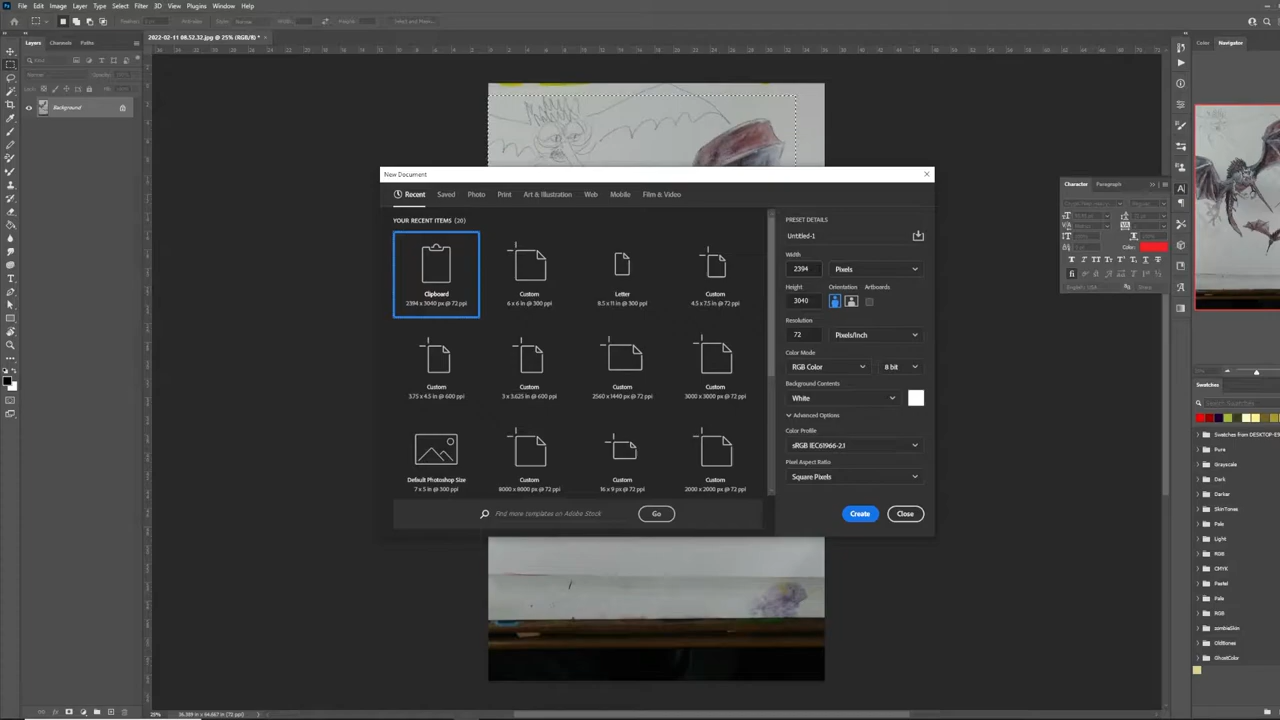 File Edit Image Layer Type Select Filter 3D View Plugins Window Help
2022-02-11 08.52.32.jpg @ 25% (RGB/8) *
Layers Channels Paths
Background
New Document
Recent Saved Photo Print Art & Illustration Web Mobile Film & Video
YOUR RECENT ITEMS (20)
Clipboard
2394 x 3040 px @ 72 ppi
Custom
6 x 6 in @ 300 ppi
Letter
8.5 x 11 in @ 300 ppi
Custom
4.5 x 7.5 in @ 72 ppi
Custom
3.75 x 4.5 in @ 600 ppi
Custom
3 x 3.625 in @ 600 ppi
Custom
2560 x 1440 px @ 72 ppi
Custom
3000 x 3000 px @ 72 ppi
Default Photoshop Size
7 x 5 in @ 300 ppi
Custom
8000 x 8000 px @ 72 ppi
Custom
16 x 9 px @ 72 ppi
Custom
2000 x 2000 px @ 72 ppi
Find more templates on Adobe Stock
Go
PRESET DETAILS
Untitled-1
Width
2394 Pixels
Height Orientation Artboards
3040
Resolution
72 Pixels/Inch
Color Mode
RGB Color 8 bit
Background Contents
White
Advanced Options
Color Profile
sRGB IEC61966-2.1
Pixel Aspect Ratio
Square Pixels
Create Close
Color Navigator
Character Paragraph
Color:
Swatches
Search Swatches
Swatches from DESKTOP-E9
Pure
Grayscale
Dark
Darker
SkinTones
Pale
Light
RGB
CMYK
Pastel
Pale
RGB
zombieSkin
OldBones
GhostColor